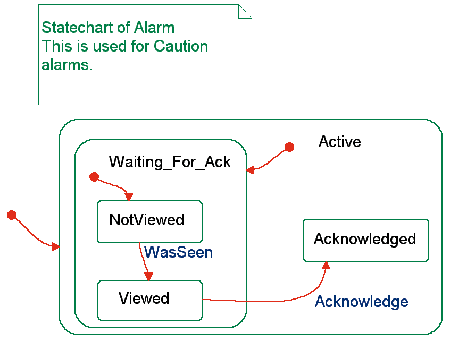 Statechart of Alarm
This is used for Caution
alarms.
Active
Waiting_For_Ack
NotViewed
WasSeen
Acknowledged
Viewed
Acknowledge